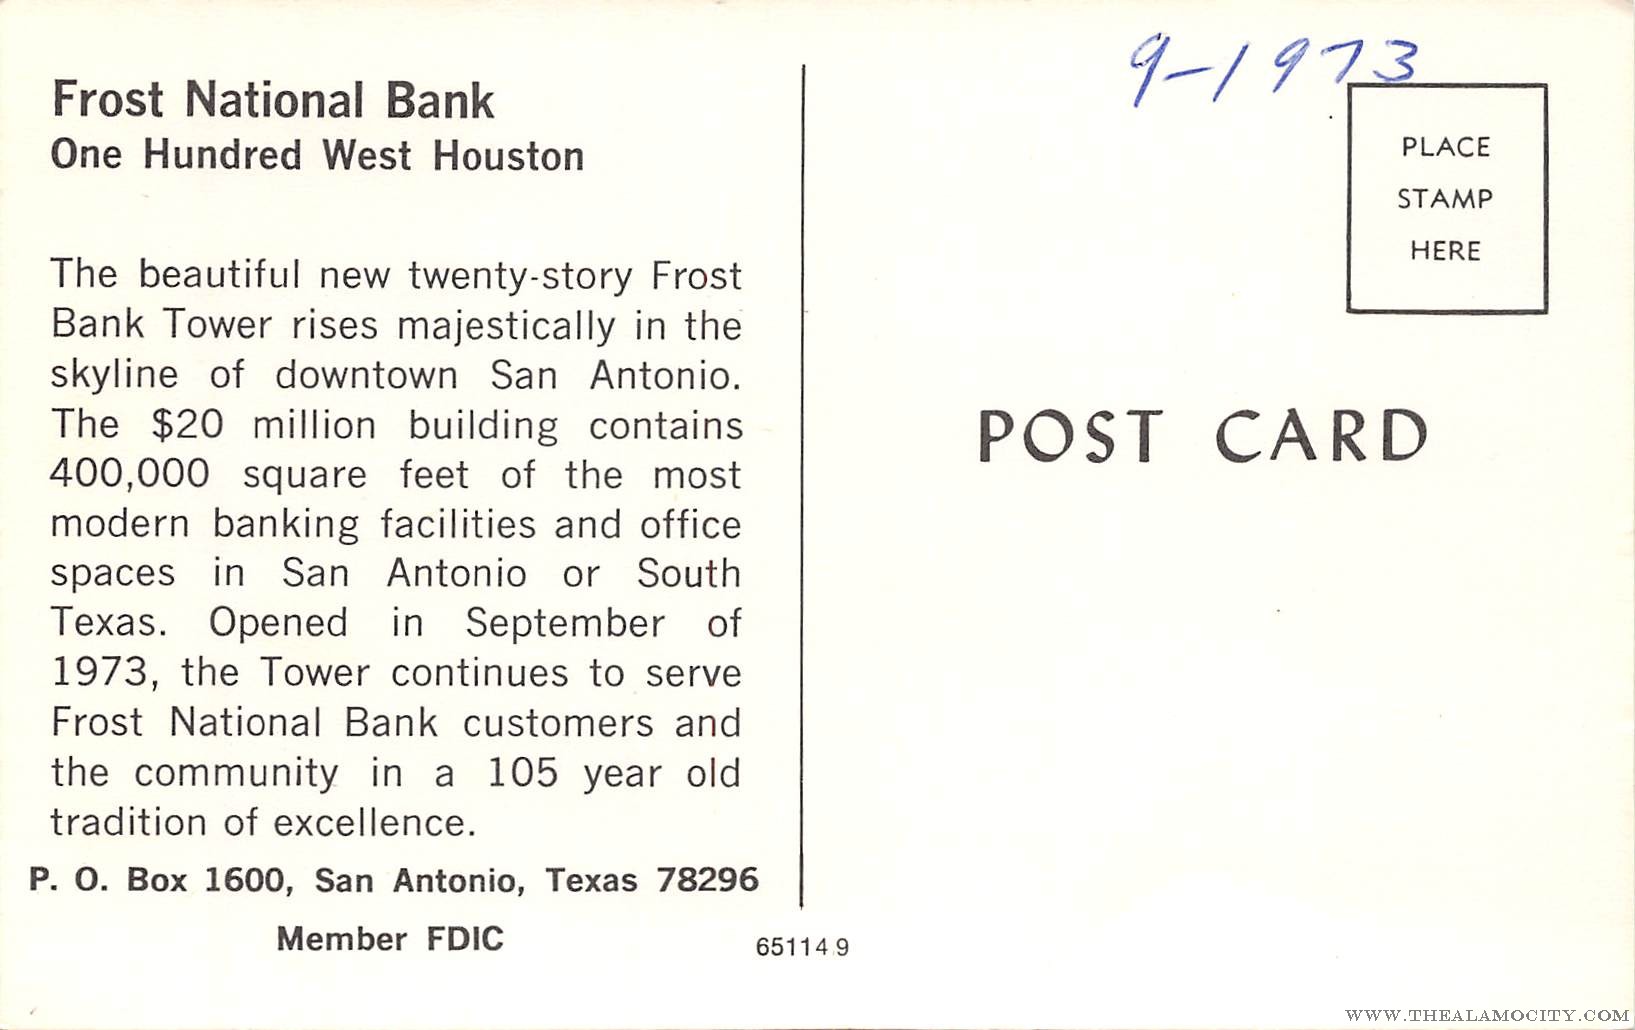 Frost National Bank
One Hundred West Houston
The beautiful new twenty-story Frost
Bank Tower rises majestically in the
skyline of downtown San Antonio.
The $20 million building contains
400,000 square feet of the most
modern banking facilities and office
spaces in San Antonio or South
Texas. Opened in September of
1973, the Tower continues to serve
Frost National Bank customers and
the community in a 105 year old
tradition of excellence.
P. O. Box 1600, San Antonio, Texas 78296
Member FDIC
65114 9
9-1973
PLACE
STAMP
HERE
POST CARD
WWW.THEALAMOCITY.COM